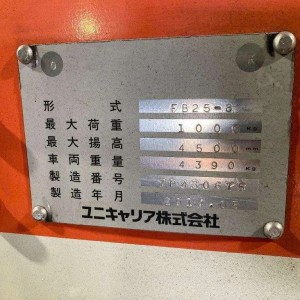 形式 FB25-8
最大荷重 1000 kg
最大揚高 4500 mm
車両重量 4390 kg
製造番号
製造年月
ユニキャリア株式会社